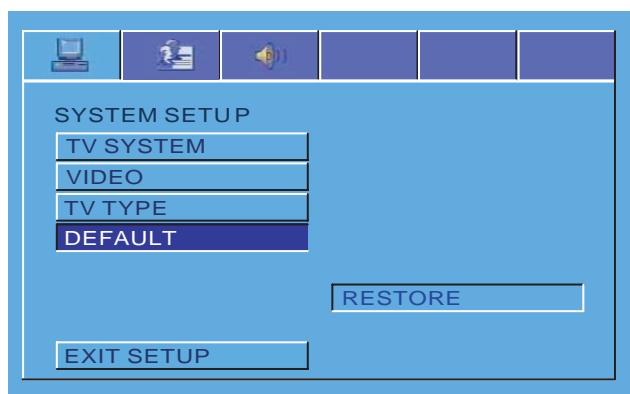 SYSTEM SETUP
TV SYSTEM
VIDEO
TV TYPE
DEFAULT
RESTORE
EXIT SETUP